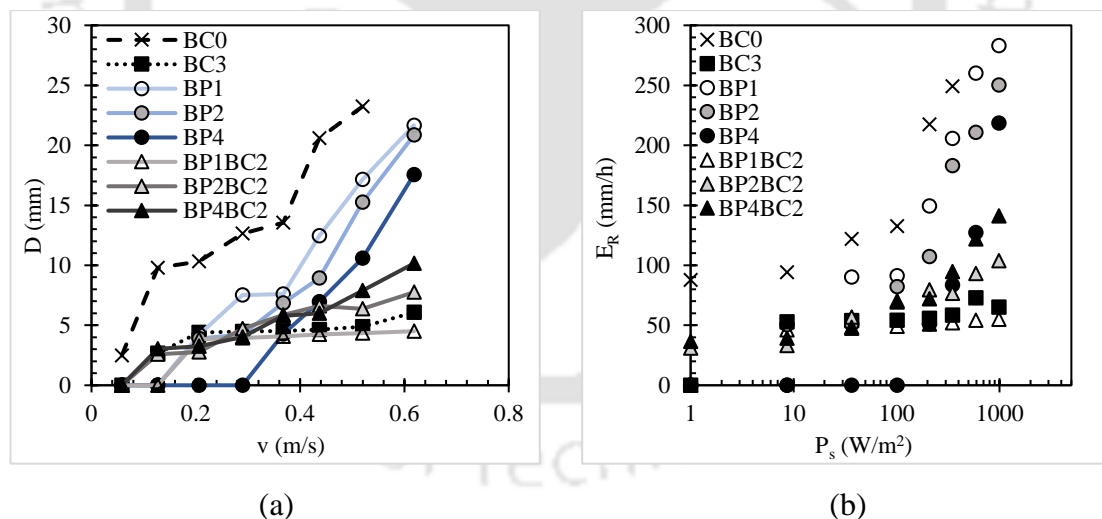 30
25
20
15
10
5
0
D (mm)
BC0
BC3
BP1
BP2
BP4
BP1BC2
BP2BC2
BP4BC2
0 0.2 0.4 0.6 0.8
v (m/s)
(a)
300
250
200
150
100
50
0
E_R (mm/h)
BC0
BC3
BP1
BP2
BP4
BP1BC2
BP2BC2
BP4BC2
1 10 100 1000
P_s (W/m²)
(b)
TECH